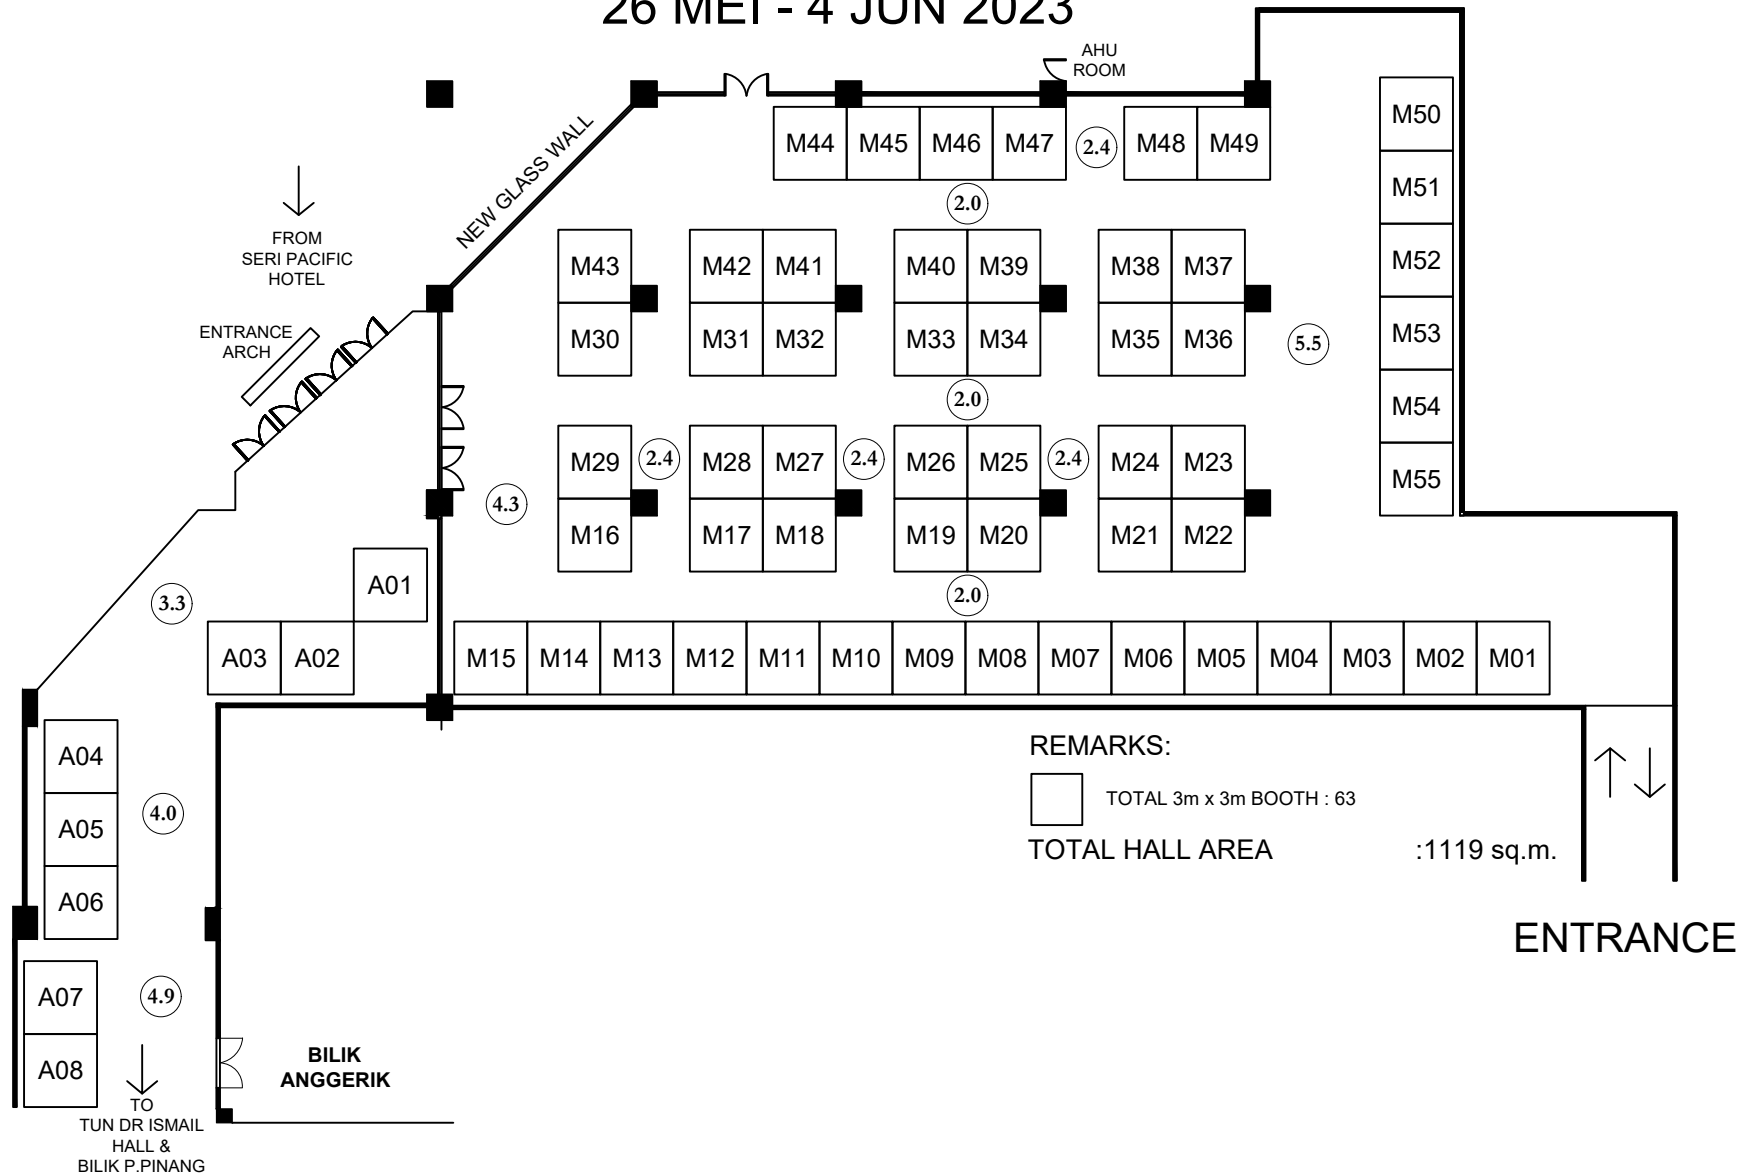 26 MEI - 4 JUN 2023
AHU
ROOM
NEW GLASS WALL
FROM
SERI PACIFIC
HOTEL
ENTRANCE
ARCH
M44 M45 M46 M47 2.4 M48 M49
M50
M51
M52
M53
M54
M55
2.0
M43 M42 M41 M40 M39 M38 M37
M30 M31 M32 M33 M34 M35 M36
5.5
2.0
M29 2.4 M28 M27 2.4 M26 M25 2.4 M24 M23
4.3
M16 M17 M18 M19 M20 M21 M22
2.0
A01
3.3
A03 A02
M15 M14 M13 M12 M11 M10 M09 M08 M07 M06 M05 M04 M03 M02 M01
A04
A05
A06
4.0
A07
A08
4.9
REMARKS:
TOTAL 3m x 3m BOOTH : 63
TOTAL HALL AREA :1119 sq.m.
ENTRANCE
BILIK
ANGGERIK
TO
TUN DR ISMAIL
HALL &
BILIK P.PINANG